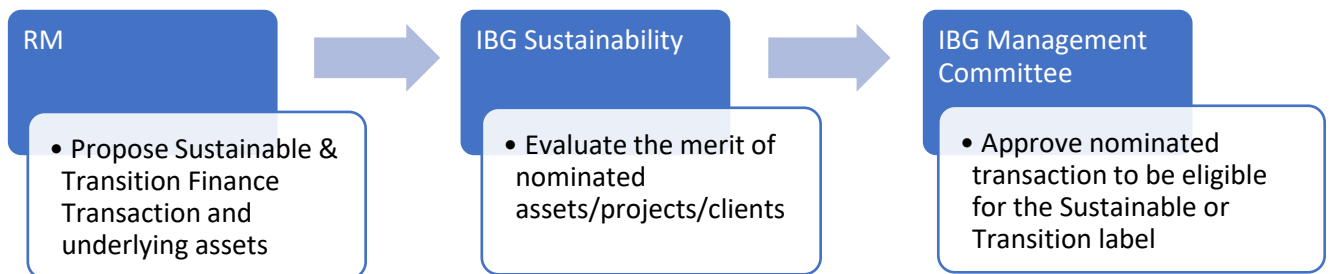 RM
• Propose Sustainable &
Transition Finance
Transaction and
underlying assets
IBG Sustainability
• Evaluate the merit of
nominated
assets/projects/clients
IBG Management
Committee
• Approve nominated
transaction to be eligible
for the Sustainable or
Transition label